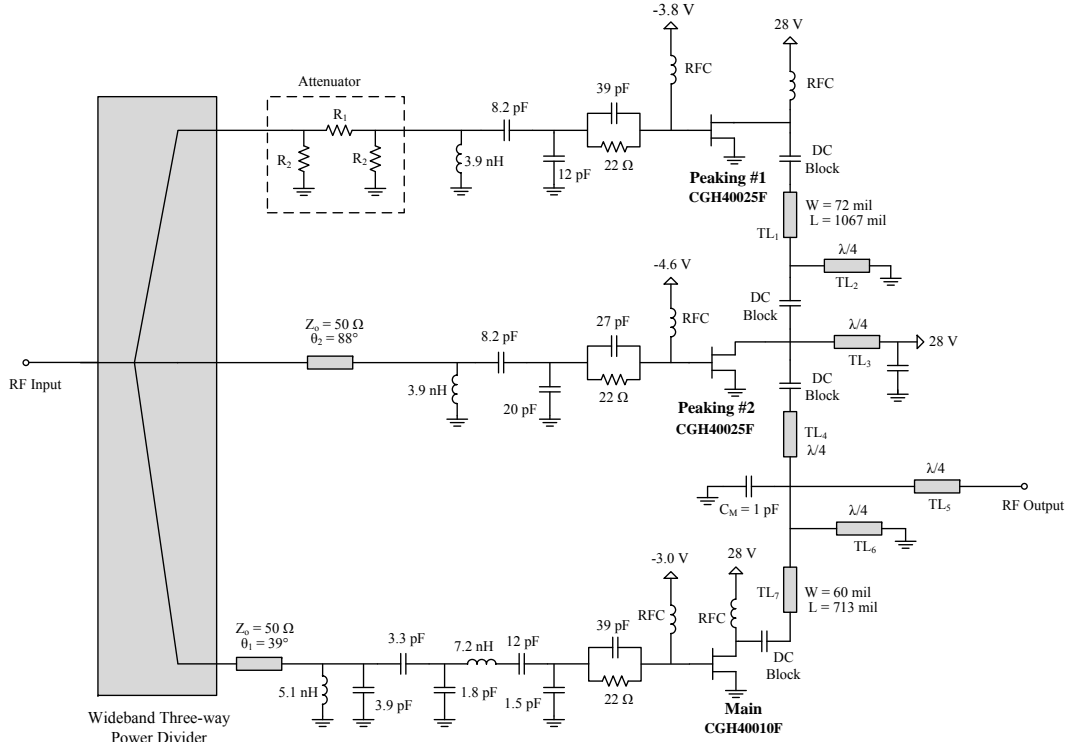 -3.8 V
28 V
RFC
RFC
Attenuator
R₁
R₂
R₂
3.9 nH
8.2 pF
12 pF
39 pF
22 Ω
Peaking #1
CGH40025F
DC
Block
TL₁
W = 72 mil
L = 1067 mil
λ/4
TL₂
DC
Block
-4.6 V
RFC
Zₒ = 50 Ω
θ₂ = 88°
RF Input
3.9 nH
8.2 pF
20 pF
27 pF
22 Ω
Peaking #2
CGH40025F
λ/4
TL₃
28 V
DC
Block
TL₄
λ/4
C_M = 1 pF
λ/4
TL₅
RF Output
λ/4
TL₆
-3.0 V
28 V
RFC
RFC
TL₇
W = 60 mil
L = 713 mil
Zₒ = 50 Ω
θ₁ = 39°
5.1 nH
3.9 pF
3.3 pF
1.8 pF
7.2 nH
12 pF
1.5 pF
39 pF
22 Ω
DC
Block
Main
CGH40010F
Wideband Three-way
Power Divider